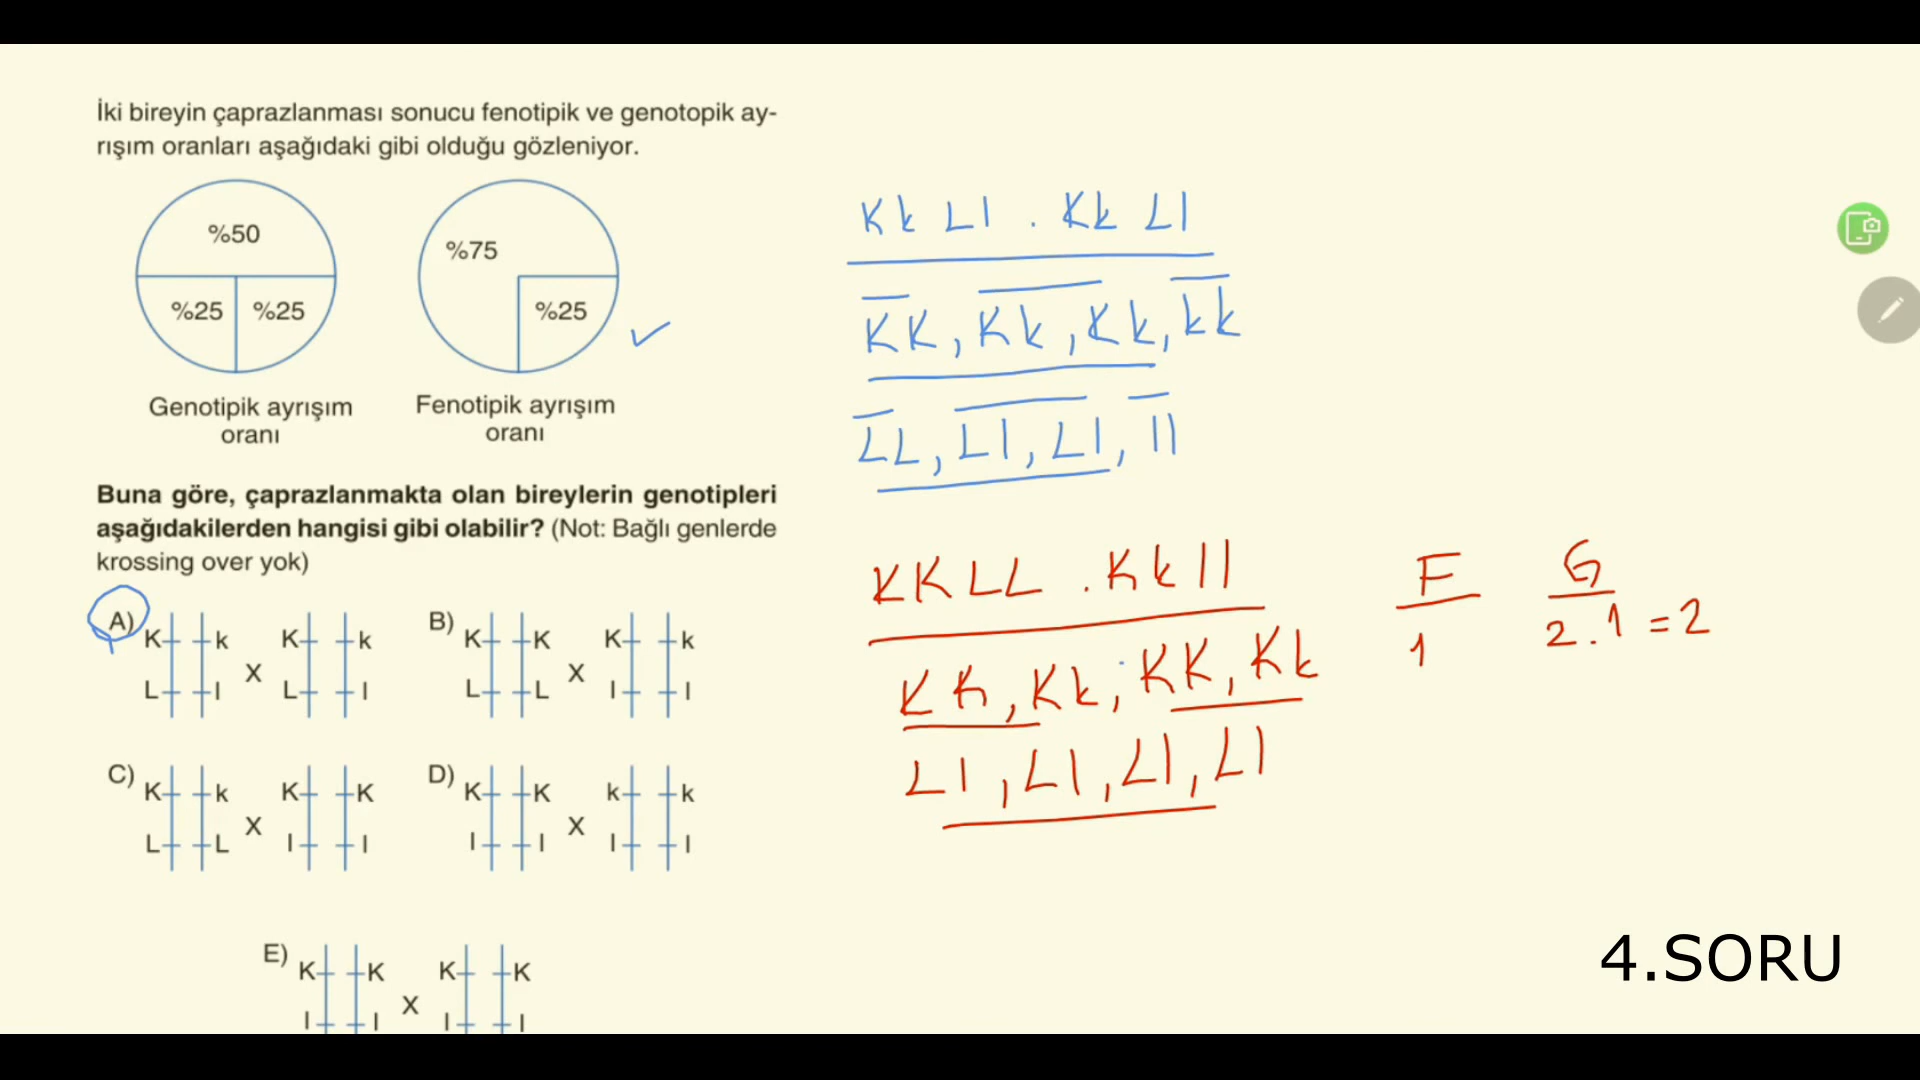 İki bireyin çaprazlanması sonucu fenotipik ve genotopik ay-
rışım oranları aşağıdaki gibi olduğu gözleniyor.
%50
%25 %25
Genotipik ayrışım
oranı
%75
%25
Fenotipik ayrışım
oranı
Buna göre, çaprazlanmakta olan bireylerin genotipleri
aşağıdakilerden hangisi gibi olabilir? (Not: Bağlı genlerde
krossing over yok)
A) K k X K k
L l L l
B) K K X K k
L L l l
C) K k X K K
L L l l
D) K K X k k
l l l l
E) K K X K K
l l l l
Kk Ll . Kk Ll
KK, Kk, Kk, kk
LL, Ll, Ll, ll
KKLL . Kkll
KK, Kk, KK, Kk
Ll, Ll, Ll, Ll
F
1
G
2.1 = 2
4.SORU